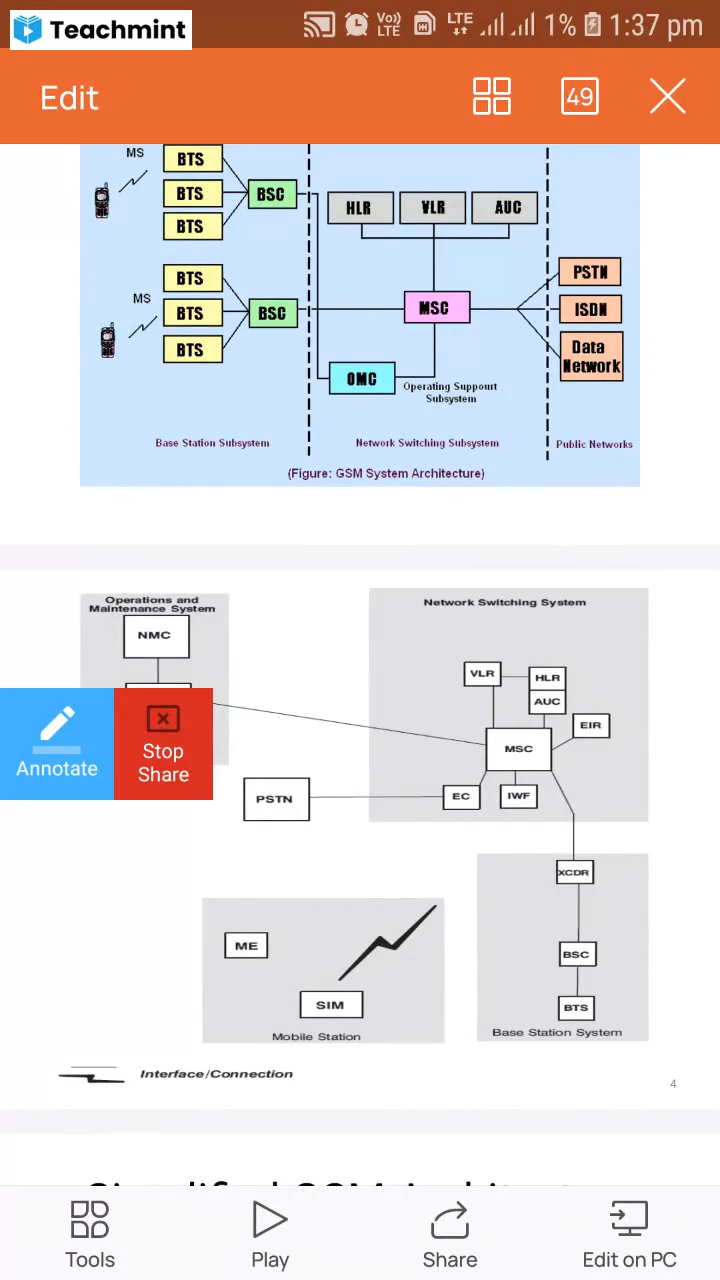 Teachmint
Vo)) LTE LTE 1% 1:37 pm
Edit
49
MS
BTS
BTS
BTS
BSC
HLR
VLR
AUC
BTS
MS
BTS
BTS
BSC
MSC
PSTN
ISDN
Data
Network
OMC
Operating Suppourt
Subsystem
Base Station Subsystem
Network Switching Subsystem
Public Networks
(Figure: GSM System Architecture)
Operations and
Maintenance System
NMC
Network Switching System
VLR
HLR
AUC
EIR
MSC
EC
IWF
PSTN
Annotate
Stop
Share
XCDR
BSC
BTS
Base Station System
ME
SIM
Mobile Station
Interface/Connection
4
Tools
Play
Share
Edit on PC